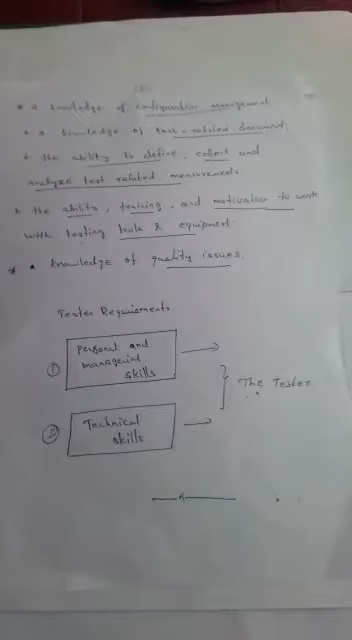 * a knowledge of configuration management
* a knowledge of test-related document.
* the ability to define, collect and
analyze test related measurements
* the ability, training, and motivation to work
with testing tools & equipment
* * knowledge of quality issues.
Tester Requirements
① Personal and
managerial
skills
The Tester
② Technical
skills